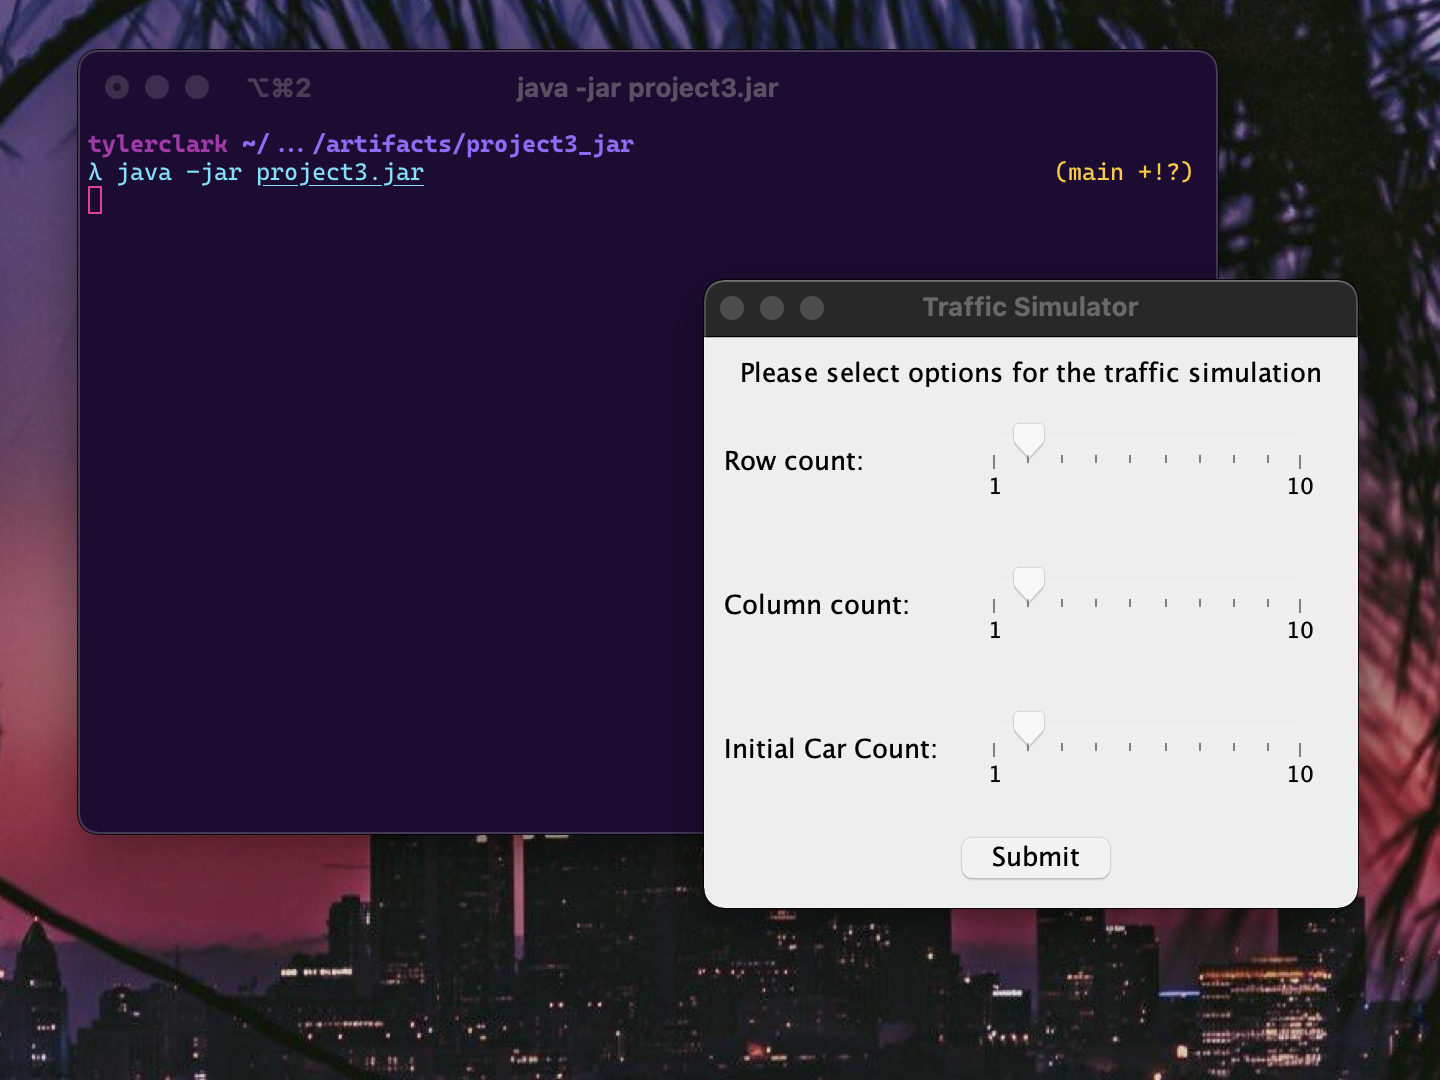 ⌥⌘2 java -jar project3.jar
tylerclark ~/ … /artifacts/project3_jar
λ java -jar project3.jar (main +!?)
Traffic Simulator
Please select options for the traffic simulation
Row count:
1 10
Column count:
1 10
Initial Car Count:
1 10
Submit